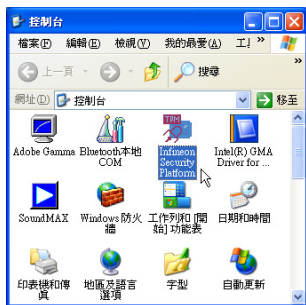 控制台
檔案(F) 編輯(E) 檢視(V) 我的最愛(A) 工具 »
上一頁 搜尋 »
網址(D) 控制台 移至
Adobe Gamma
Bluetooth本地
COM
TPM
Infineon
Security
Platform
Intel(R) GMA
Driver for ...
SoundMAX
Windows 防火
牆
工作列和 [開
始] 功能表
日期和時間
印表機和傳
真
地區及語言
選項
字型
自動更新